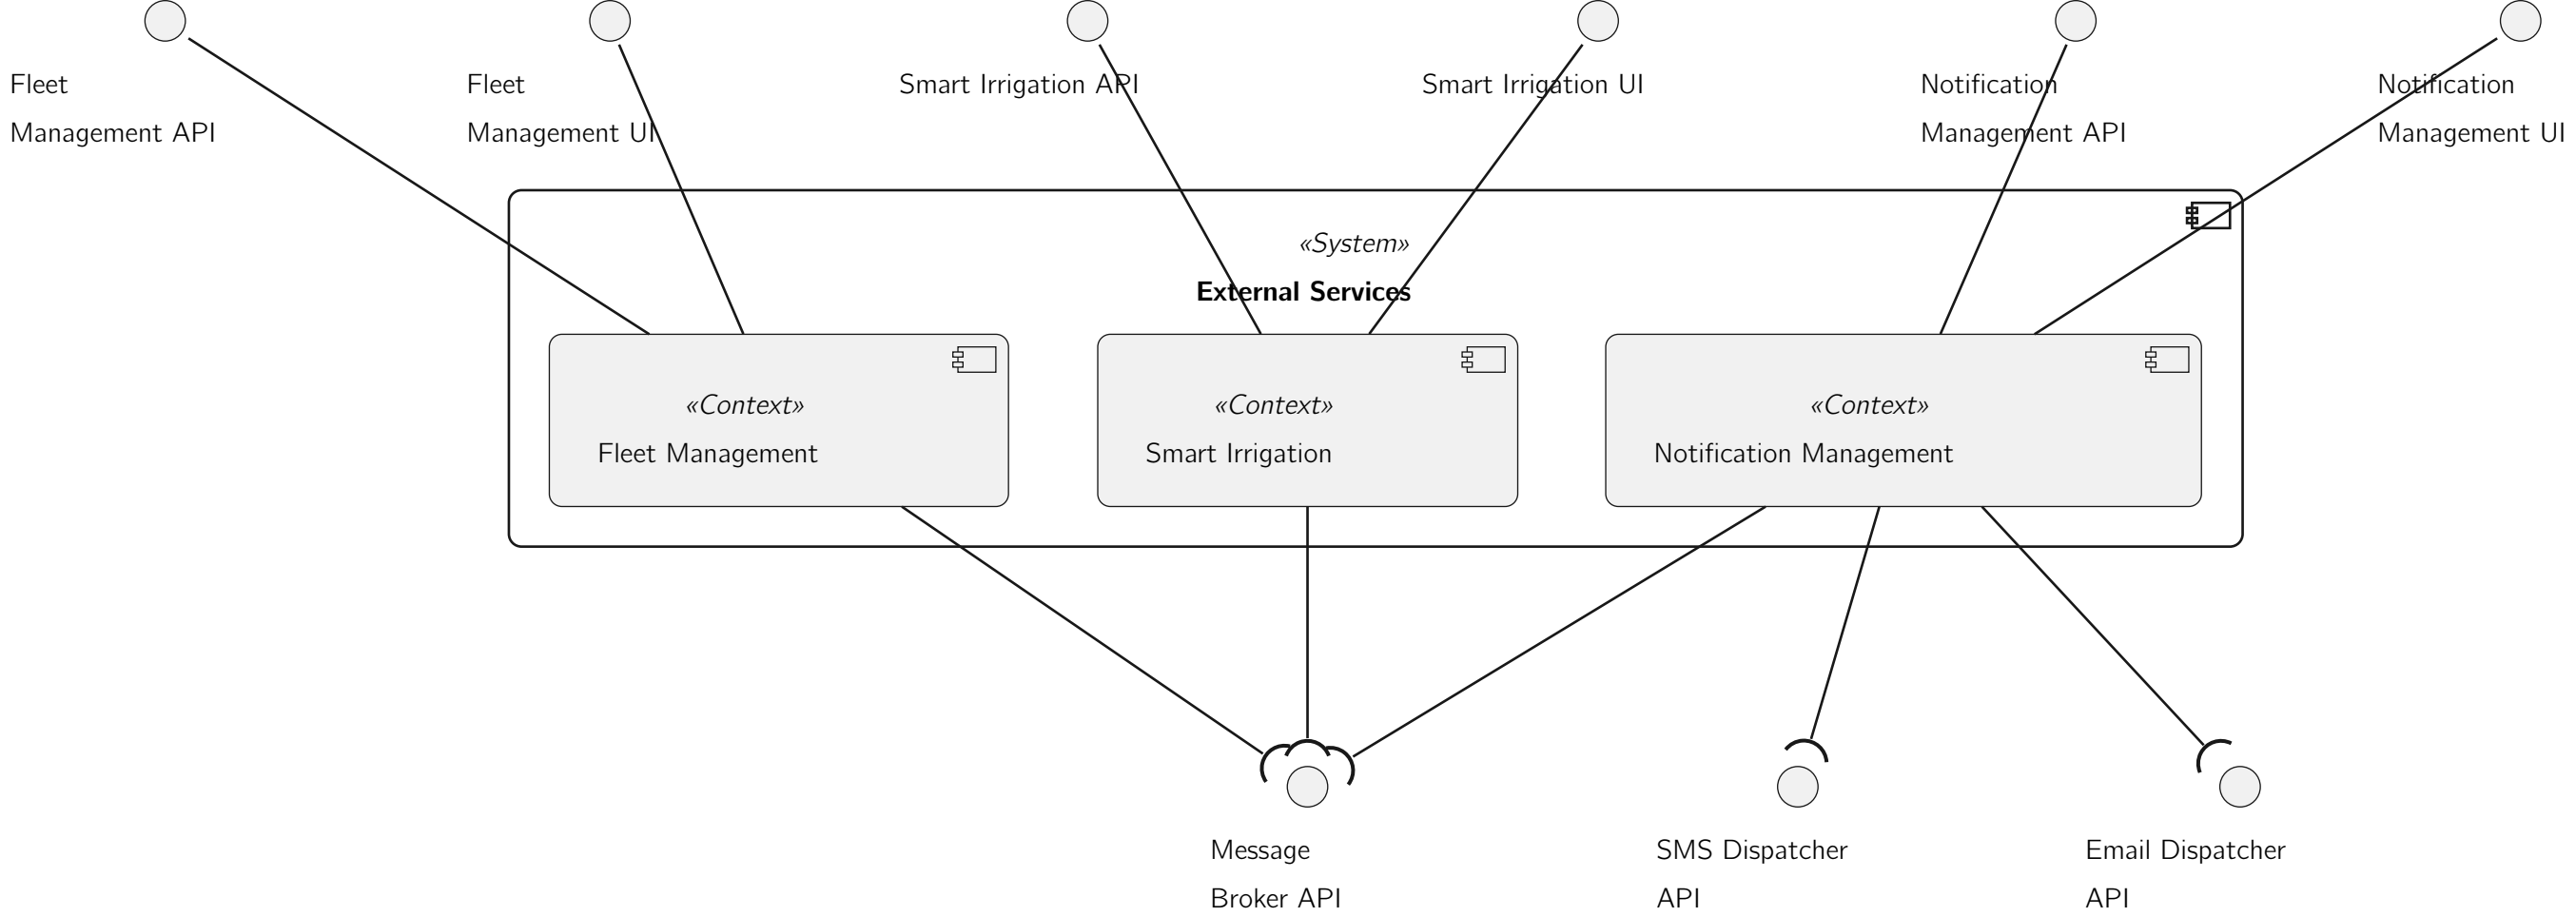 Fleet
Management API
Fleet
Management UI
Smart Irrigation API
Smart Irrigation UI
Notification
Management API
Notification
Management UI
«System»
External Services
«Context»
Fleet Management
«Context»
Smart Irrigation
«Context»
Notification Management
Message
Broker API
SMS Dispatcher
API
Email Dispatcher
API